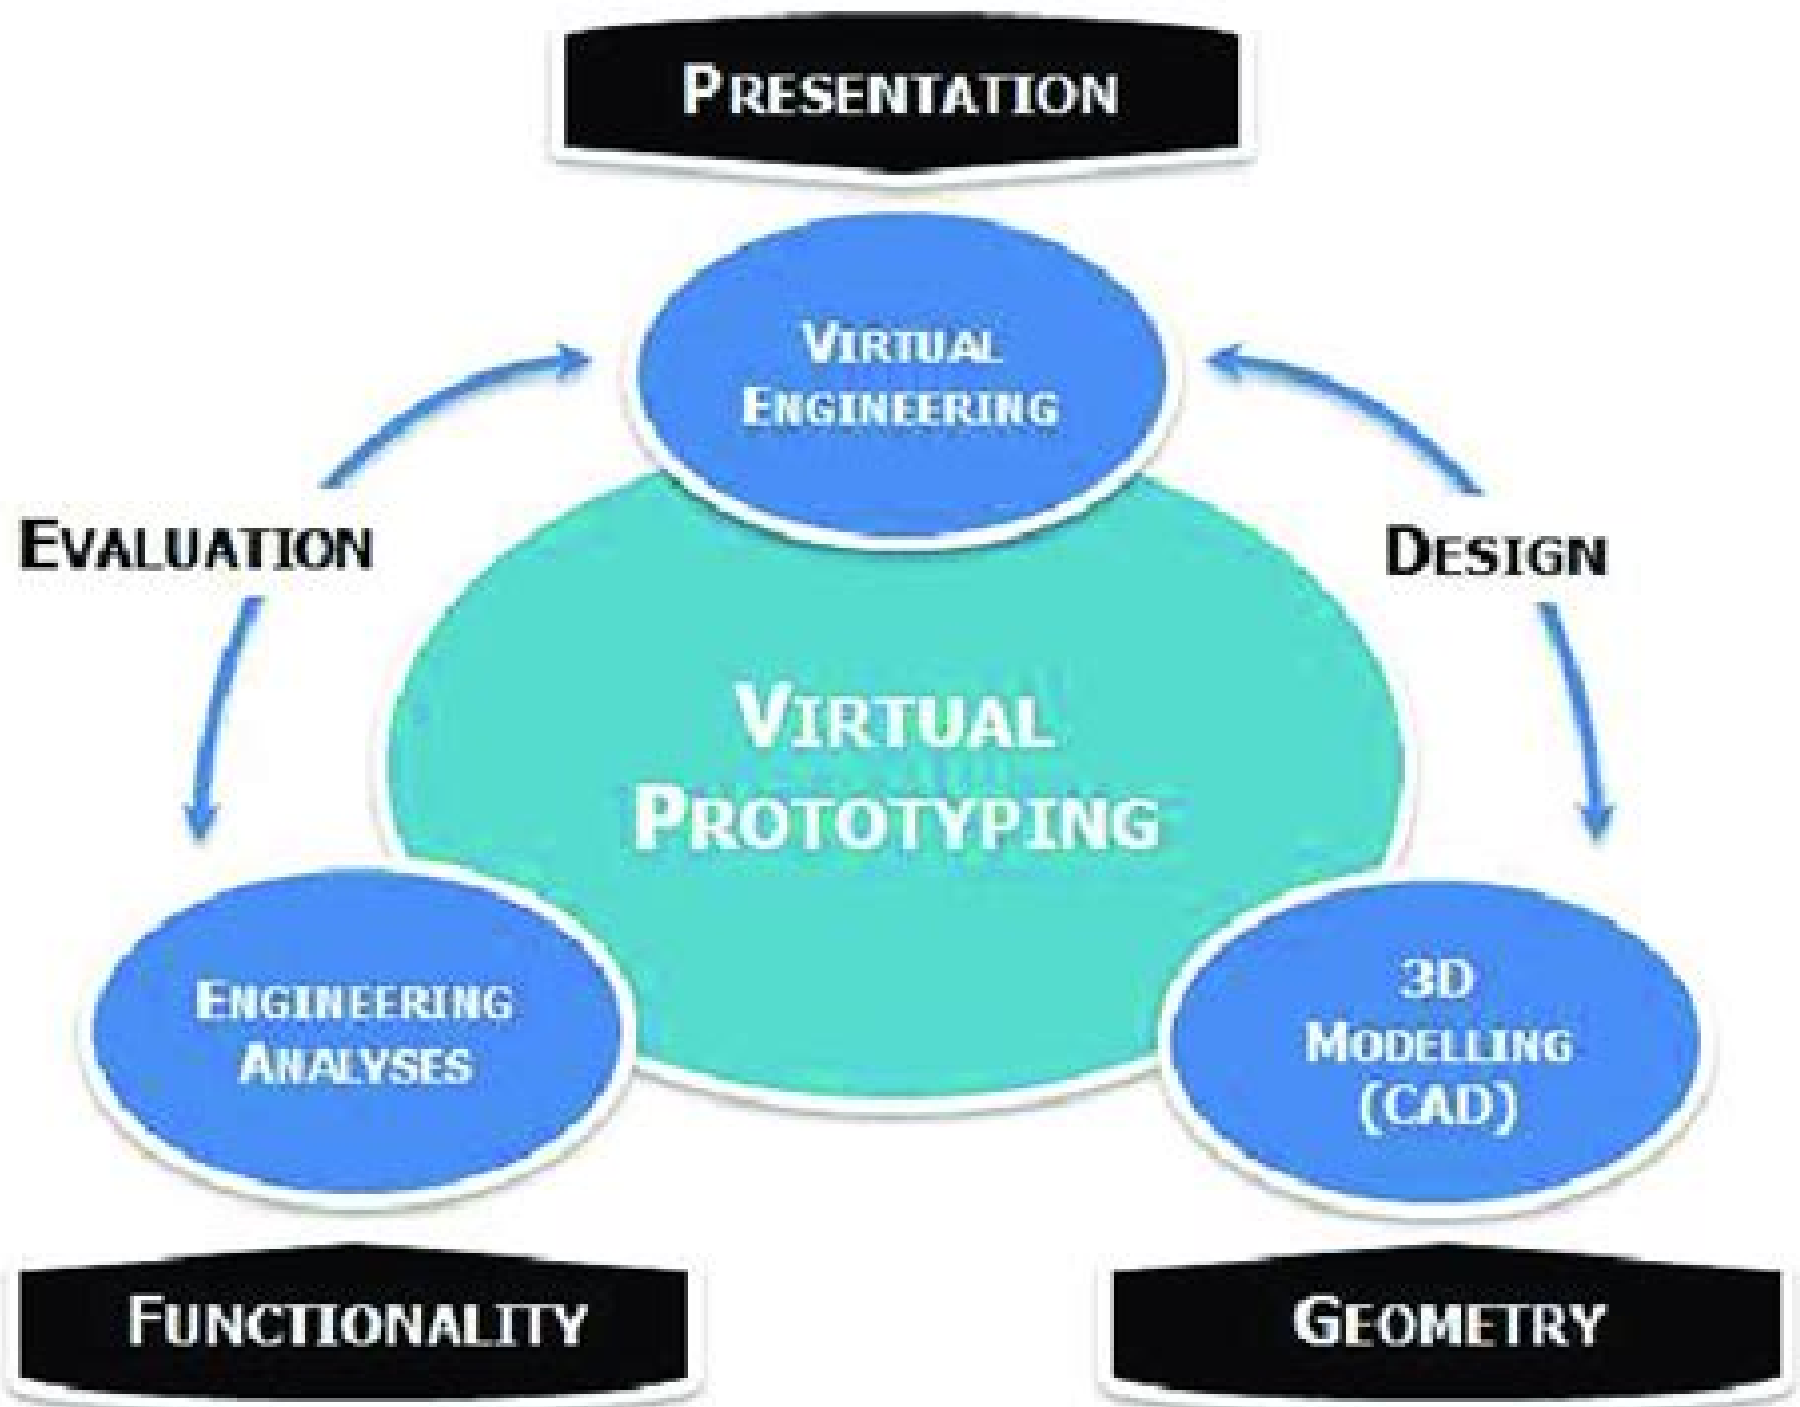 PRESENTATION
VIRTUAL
ENGINEERING
EVALUATION
DESIGN
VIRTUAL
PROTOTYPING
ENGINEERING
ANALYSES
3D
MODELLING
(CAD)
FUNCTIONALITY
GEOMETRY